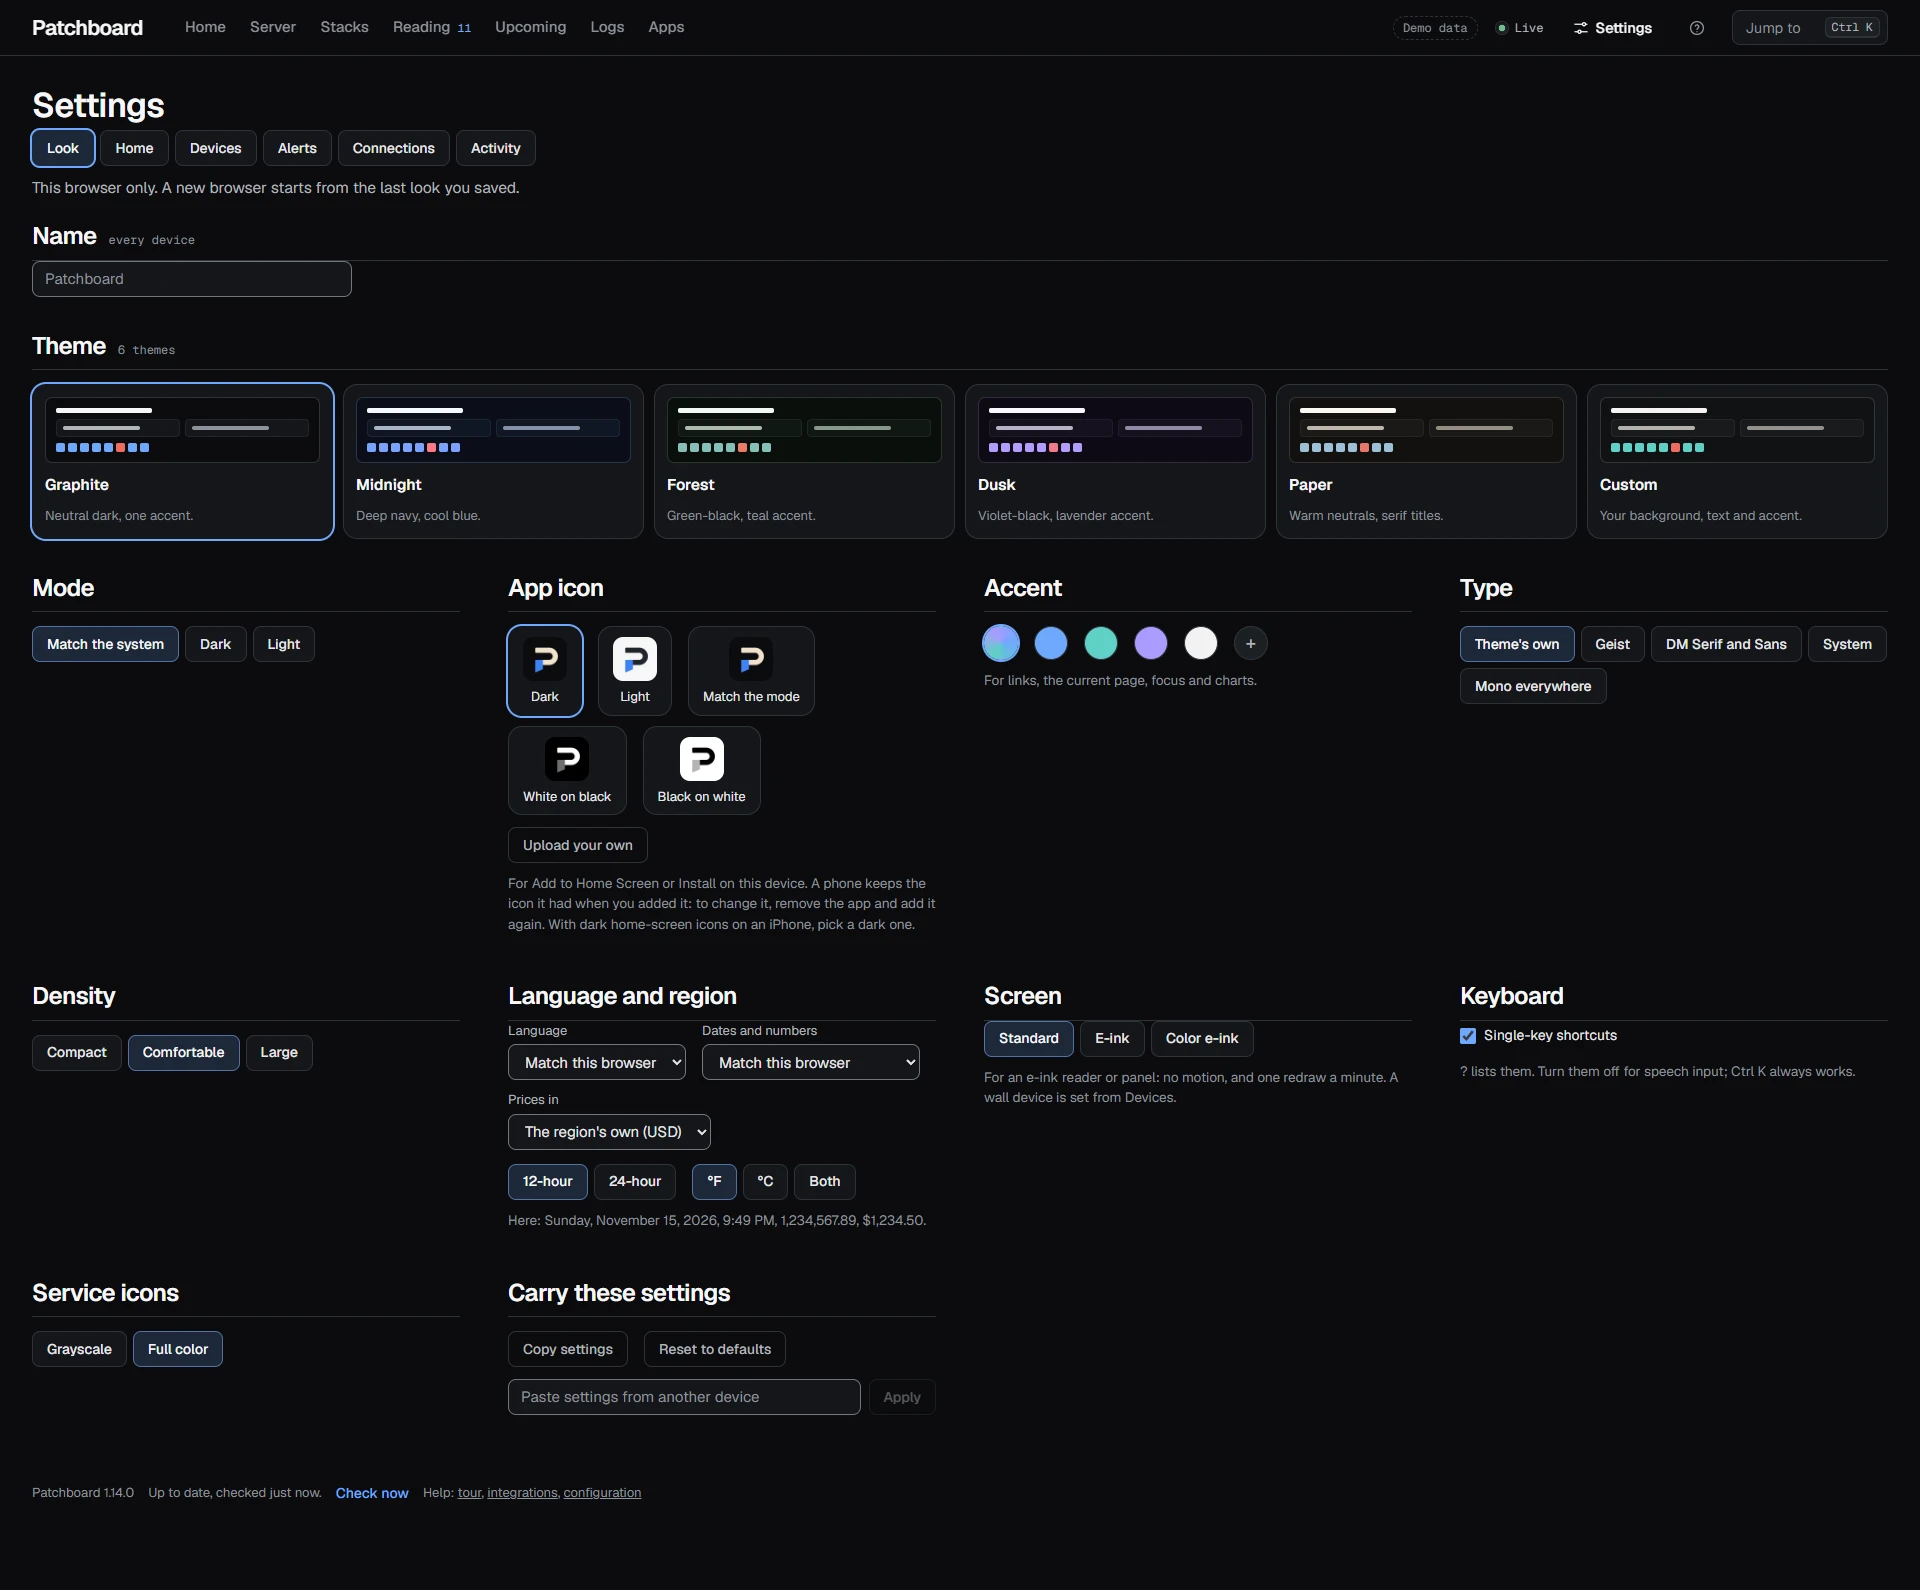 Patchboard Home Server Stacks Reading 11 Upcoming Logs Apps Demo data Live Settings ? Jump to Ctrl K
Settings
Look Home Devices Alerts Connections Activity
This browser only. A new browser starts from the last look you saved.
Name every device
Patchboard
Theme 6 themes
Graphite Midnight Forest Dusk Paper Custom
Neutral dark, one accent. Deep navy, cool blue. Green-black, teal accent. Violet-black, lavender accent. Warm neutrals, serif titles. Your background, text and accent.
Mode
Match the system Dark Light
App icon
Dark Light Match the mode
White on black Black on white
Upload your own
For Add to Home Screen or Install on this device. A phone keeps the
icon it had when you added it: to change it, remove the app and add it
again. With dark home-screen icons on an iPhone, pick a dark one.
Accent
+
For links, the current page, focus and charts.
Type
Theme's own Geist DM Serif and Sans System
Mono everywhere
Density
Compact Comfortable Large
Language and region
Language Dates and numbers
Match this browser Match this browser
Prices in
The region's own (USD)
12-hour 24-hour °F °C Both
Here: Sunday, November 15, 2026, 9:49 PM, 1,234,567.89, $1,234.50.
Screen
Standard E-ink Color e-ink
For an e-ink reader or panel: no motion, and one redraw a minute. A
wall device is set from Devices.
Keyboard
Single-key shortcuts
? lists them. Turn them off for speech input; Ctrl K always works.
Service icons
Grayscale Full color
Carry these settings
Copy settings Reset to defaults
Paste settings from another device Apply
Patchboard 1.14.0 Up to date, checked just now. Check now Help: tour, integrations, configuration